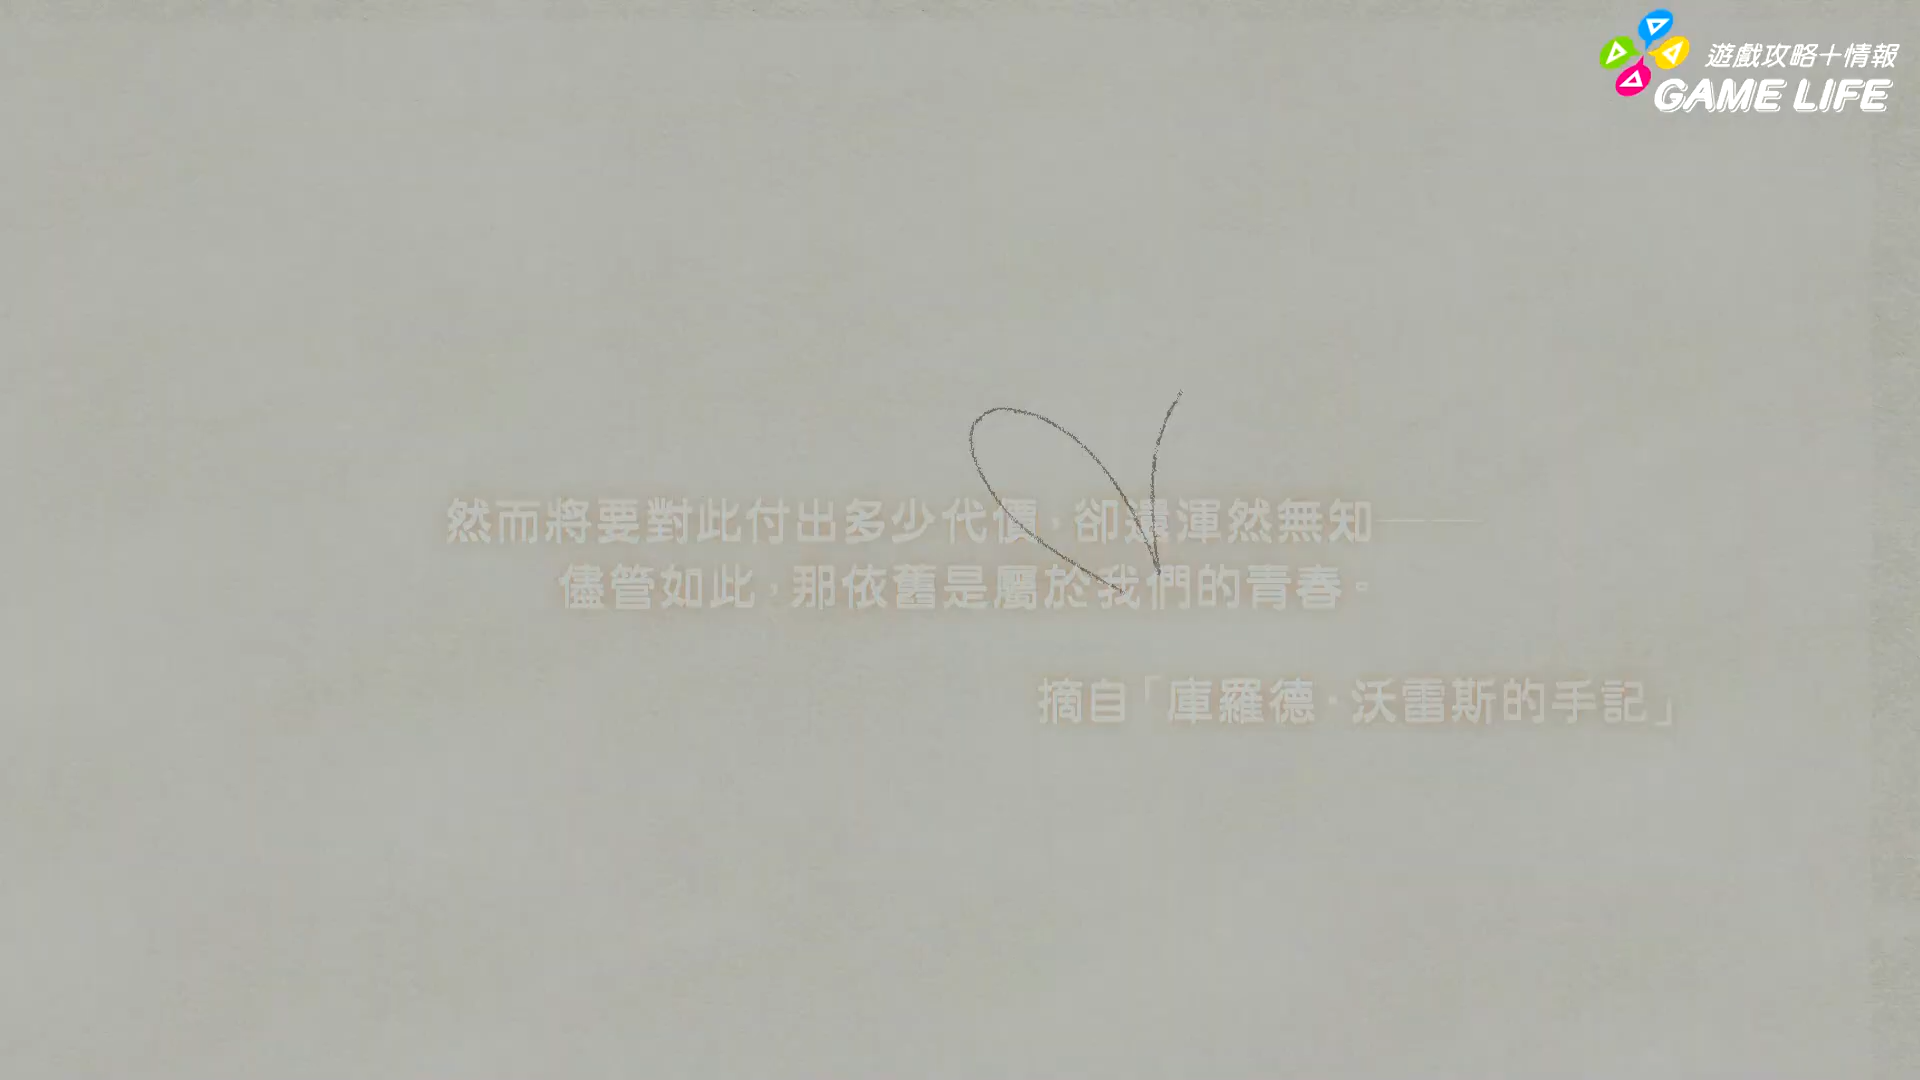 遊戲攻略+情報
GAME LIFE
然而將要對此付出多少代價，卻還渾然無知——
儘管如此，那依舊是屬於我們的青春。
摘自「庫羅德·沃雷斯的手記」